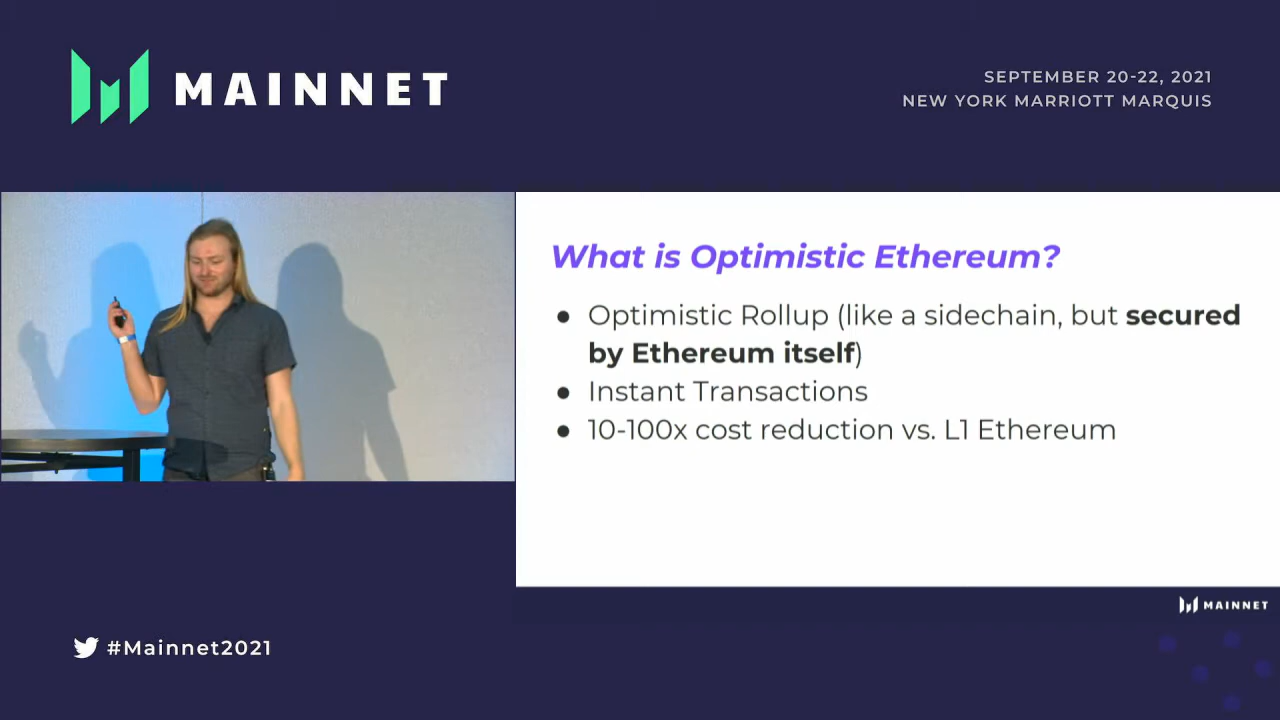 MAINNET
SEPTEMBER 20-22, 2021
NEW YORK MARRIOTT MARQUIS
What is Optimistic Ethereum?
● Optimistic Rollup (like a sidechain, but secured
by Ethereum itself)
● Instant Transactions
● 10-100x cost reduction vs. L1 Ethereum
MAINNET
#Mainnet2021